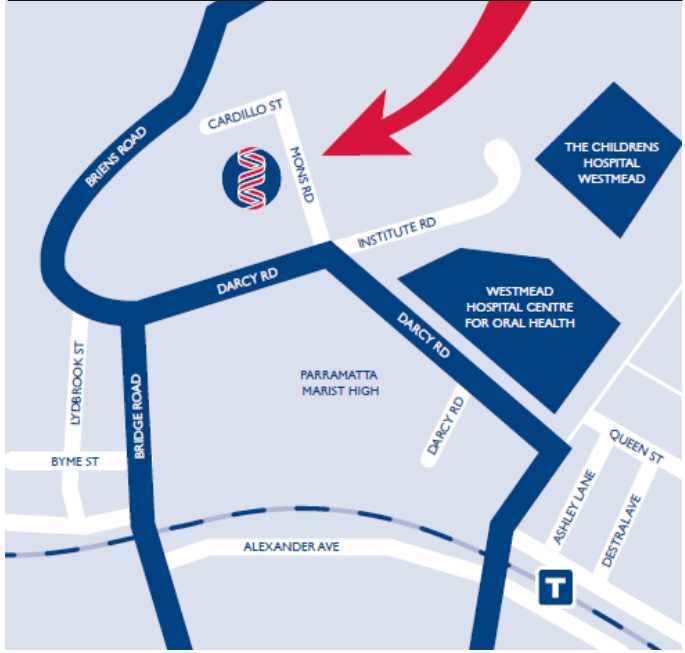 CARDILLO ST
BRIENS ROAD
MONS RD
THE CHILDRENS
HOSPITAL
WESTMEAD
INSTITUTE RD
DARCY RD
WESTMEAD
HOSPITAL CENTRE
FOR ORAL HEALTH
DARCY RD
LYDBROOK ST
PARRAMATTA
MARIST HIGH
BRIDGE ROAD
DARCY RD
QUEEN ST
BYME ST
ASHLEY LANE
DESTRAL AVE
ALEXANDER AVE
T